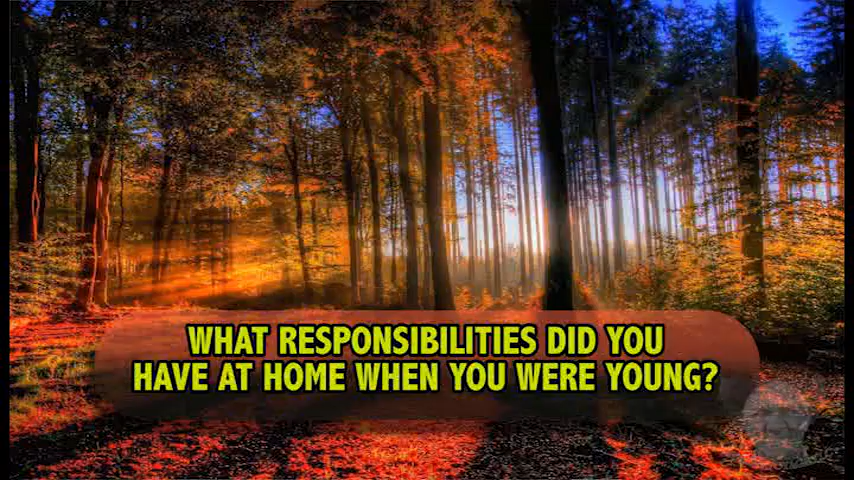 WHAT RESPONSIBILITIES DID YOU
HAVE AT HOME WHEN YOU WERE YOUNG?